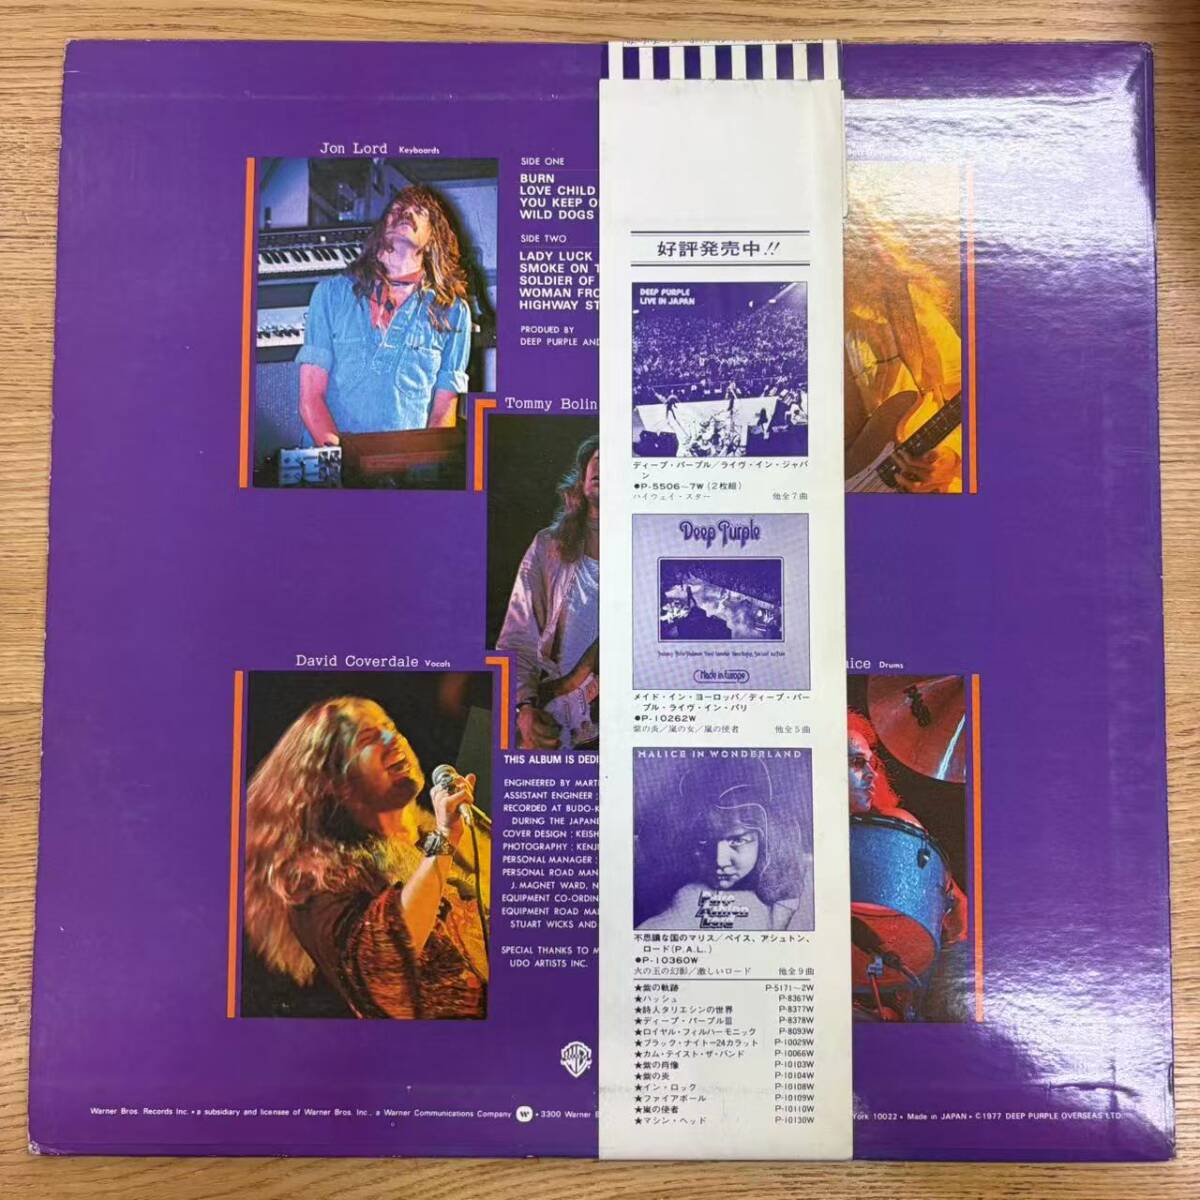 Jon Lord Keyboards
SIDE ONE
BURN
LOVE CHILD
YOU KEEP O
WILD DOGS
SIDE TWO
LADY LUCK
SMOKE ON T
SOLDIER OF
WOMAN FRO
HIGHWAY ST
PRODUED BY
DEEP PURPLE AND
Tommy Bolin
David Coverdale Vocals
THIS ALBUM IS DEDI
ENGINEERED BY MARTI
ASSISTANT ENGINEER :
RECORDED AT BUDO-K
DURING THE JAPANE
COVER DESIGN : KEISH
PHOTOGRAPHY : KENJI
PERSONAL MANAGER :
PERSONAL ROAD MAN
J. MAGNET WARD, N
EQUIPMENT CO-ORDIN
EQUIPMENT ROAD MA
STUART WICKS AND
SPECIAL THANKS TO M
UDO ARTISTS INC.
好評発売中!!
DEEP PURPLE
LIVE IN JAPAN
ディープ・パープル/ライヴ・イン・ジャパ
ン
●P-5506〜7W (2枚組)
ハイウェイ・スター 他全7曲
Deep Purple
Made in Europe
メイド・イン・ヨーロッパ/ディープ・パー
プル・ライヴ・イン・パリ
●P-10262W
紫の炎/嵐の女/嵐の使者 他全5曲
MALICE IN WONDERLAND
Paice
Ashton
Lord
不思議な国のマリス/ペイス、アシュトン、
ロード(P.A.L.)
●P-10360W
火の玉の幻影/激しいロード 他全9曲
★紫の軌跡 P-5171〜2W
★ハッシュ P-8367W
★詩人タリエシンの世界 P-8377W
★ディープ・パープルIII P-8378W
★ロイヤル・フィルハーモニック P-8093W
★ブラック・ナイト=24カラット P-10029W
★カム・テイスト・ザ・バンド P-10066W
★紫の肖像 P-10103W
★紫の炎 P-10104W
★イン・ロック P-10108W
★ファイアボール P-10109W
★嵐の使者 P-10110W
★マシン・ヘッド P-10130W
ice Drums
Warner Bros. Records Inc. • a subsidiary and licensee of Warner Bros. Inc., a Warner Communications Company • 3300 Warner B
York 10022 • Made in JAPAN • ©1977 DEEP PURPLE OVERSEAS LTD.